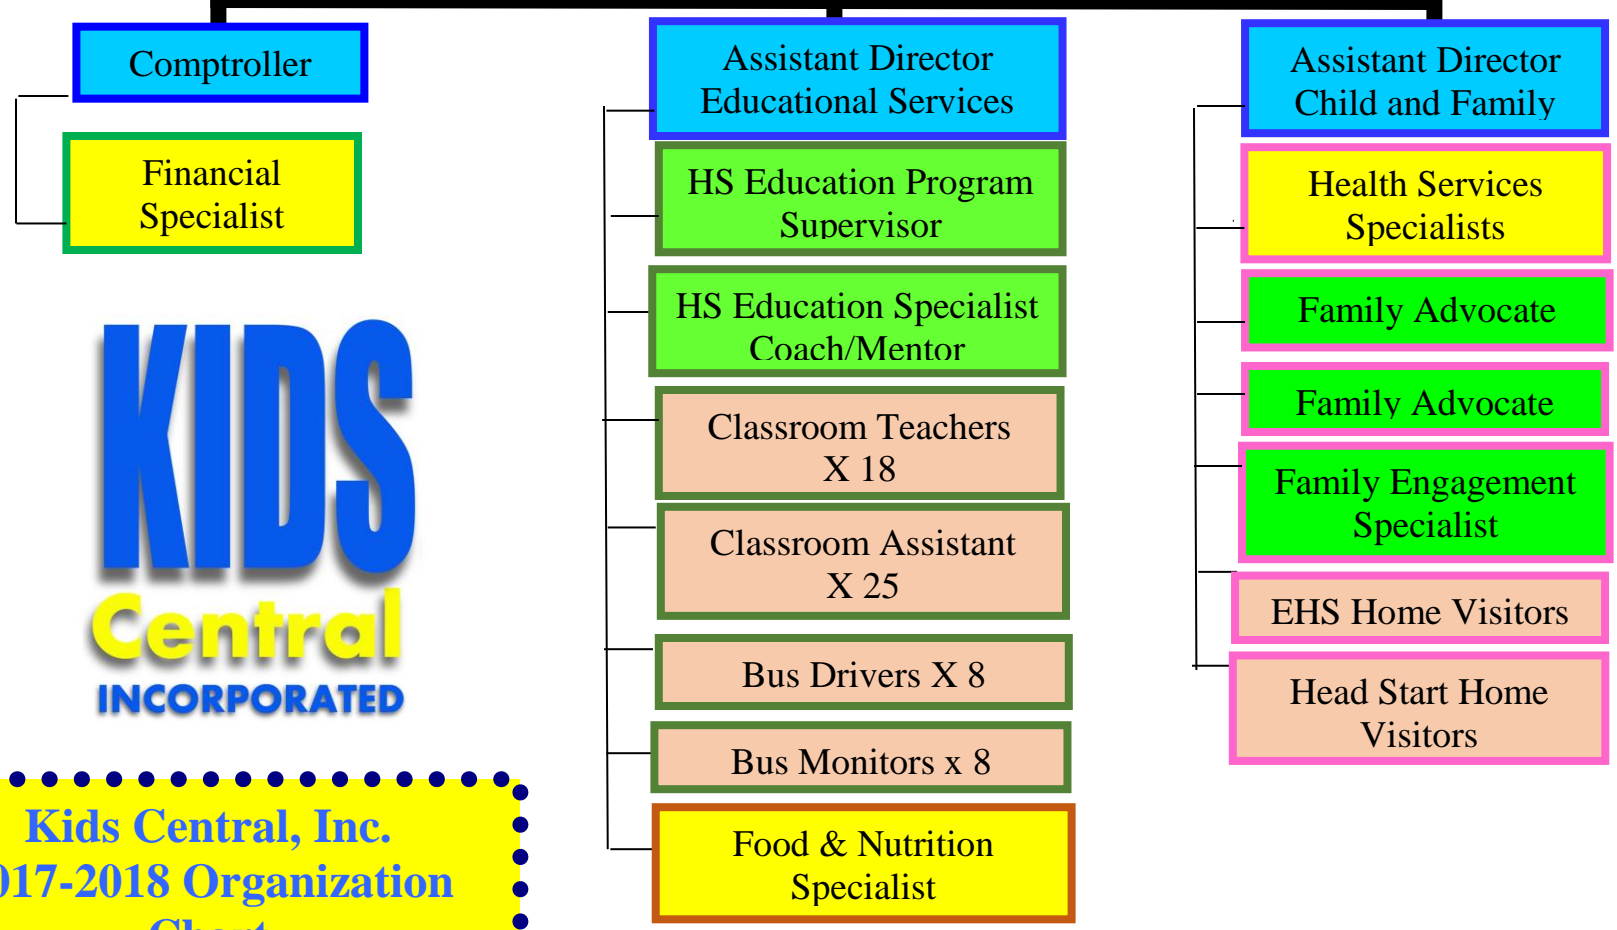 Comptroller
Financial
Specialist
KIDS
Central
INCORPORATED
Kids Central, Inc.
017-2018 Organization
Chart
Assistant Director
Educational Services
HS Education Program
Supervisor
HS Education Specialist
Coach/Mentor
Classroom Teachers
X 18
Classroom Assistant
X 25
Bus Drivers X 8
Bus Monitors x 8
Food & Nutrition
Specialist
Assistant Director
Child and Family
Health Services
Specialists
Family Advocate
Family Advocate
Family Engagement
Specialist
EHS Home Visitors
Head Start Home
Visitors